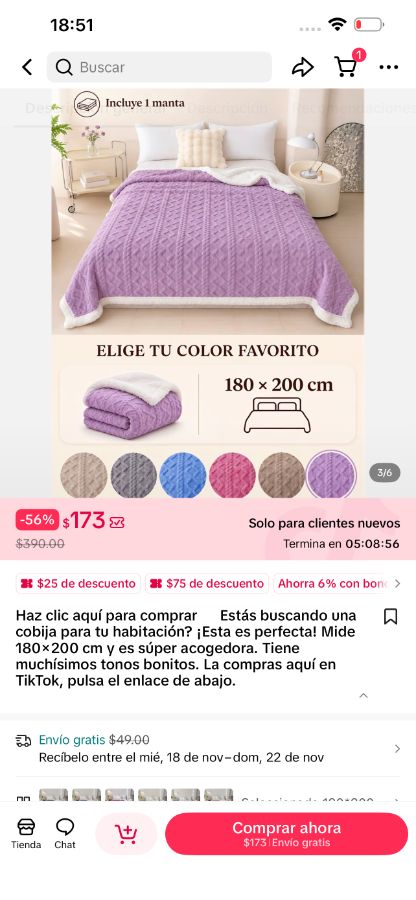 18:51
Buscar
1
Descripción
Recomendaciones
Incluye 1 manta
ELIGE TU COLOR FAVORITO
180 × 200 cm
3/6
-56% $173
Solo para clientes nuevos
$390.00
Termina en 05:08:56
$25 de descuento
$75 de descuento
Ahorra 6% con bon
Haz clic aquí para comprar Estás buscando una
cobija para tu habitación? ¡Esta es perfecta! Mide
180×200 cm y es súper acogedora. Tiene
muchísimos tonos bonitos. La compras aquí en
TikTok, pulsa el enlace de abajo.
Envío gratis $49.00
Recíbelo entre el mié, 18 de nov–dom, 22 de nov
Tienda
Chat
Comprar ahora
$173 | Envío gratis